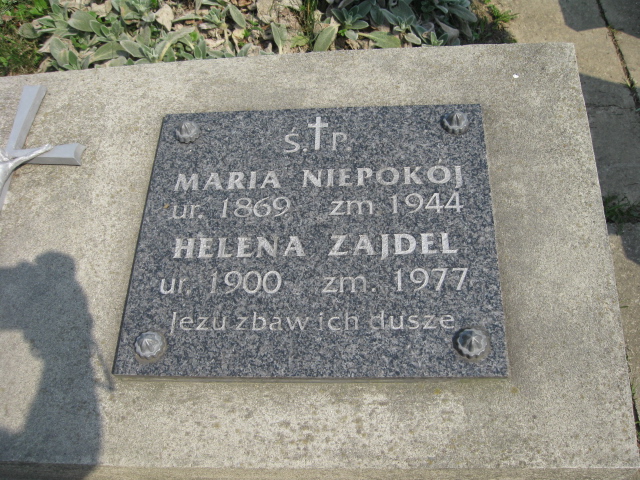 Ś.†P.
MARIA NIEPOKÓJ
ur. 1869 zm 1944
HELENA ZAJDEL
ur. 1900 zm. 1977
Jezu zbaw ich dusze